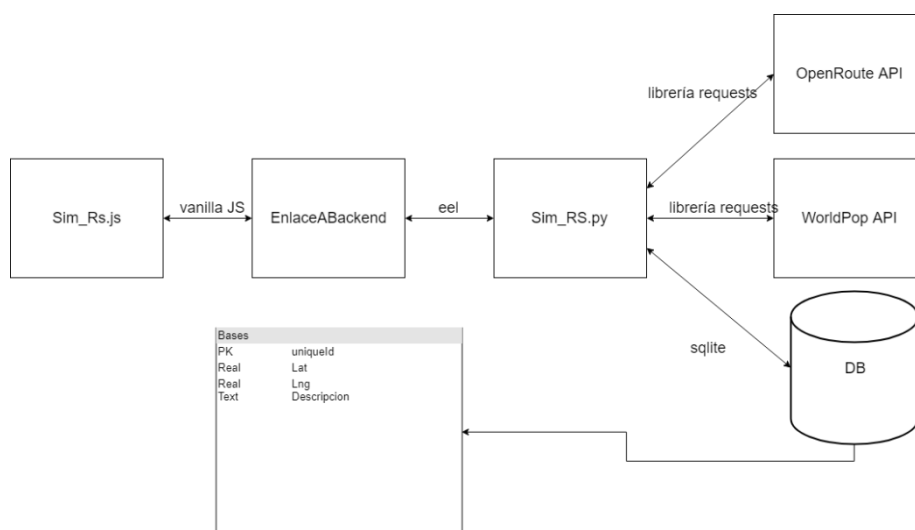 OpenRoute API
librería requests
Sim_Rs.js
vanilla JS
EnlaceABackend
eel
Sim_RS.py
librería requests
WorldPop API
sqlite
DB
Bases
PK uniqueId
Real Lat
Real Lng
Text Descripcion